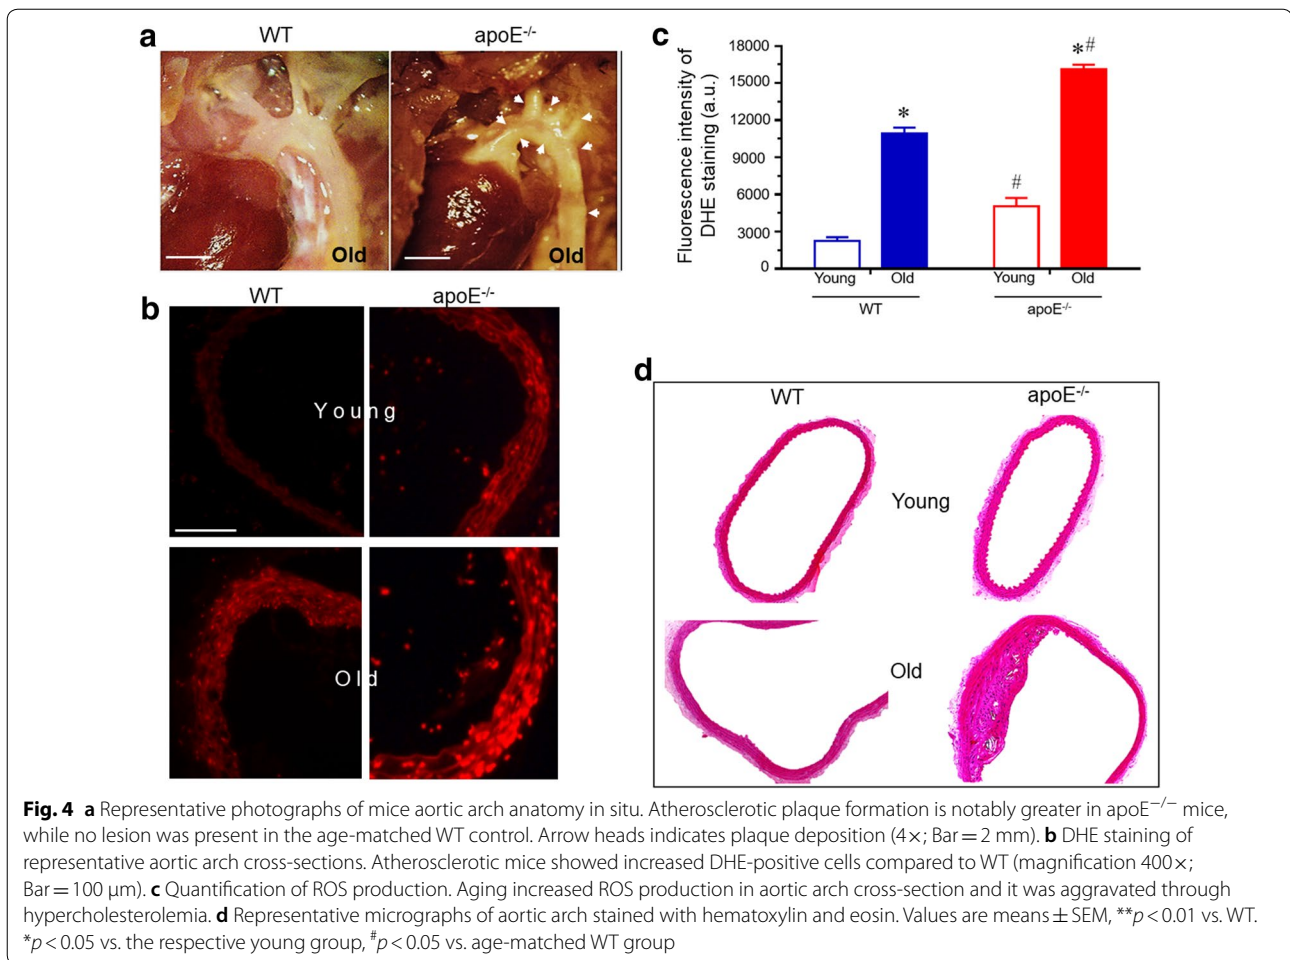 a
WT
apoE-/-
Old
Old
b
WT
apoE-/-
Young
Old
c
Fluorescence intensity of
DHE staining (a.u.)
18000
15000
12000
9000
6000
3000
0
*
#
*#
Young
Old
Young
Old
WT
apoE-/-
d
WT
apoE-/-
Young
Old
Fig. 4 a Representative photographs of mice aortic arch anatomy in situ. Atherosclerotic plaque formation is notably greater in apoE−/− mice,
while no lesion was present in the age-matched WT control. Arrow heads indicates plaque deposition (4×; Bar = 2 mm). b DHE staining of
representative aortic arch cross-sections. Atherosclerotic mice showed increased DHE-positive cells compared to WT (magnification 400×;
Bar = 100 μm). c Quantification of ROS production. Aging increased ROS production in aortic arch cross-section and it was aggravated through
hypercholesterolemia. d Representative micrographs of aortic arch stained with hematoxylin and eosin. Values are means ± SEM, **p < 0.01 vs. WT.
*p < 0.05 vs. the respective young group, #p < 0.05 vs. age-matched WT group